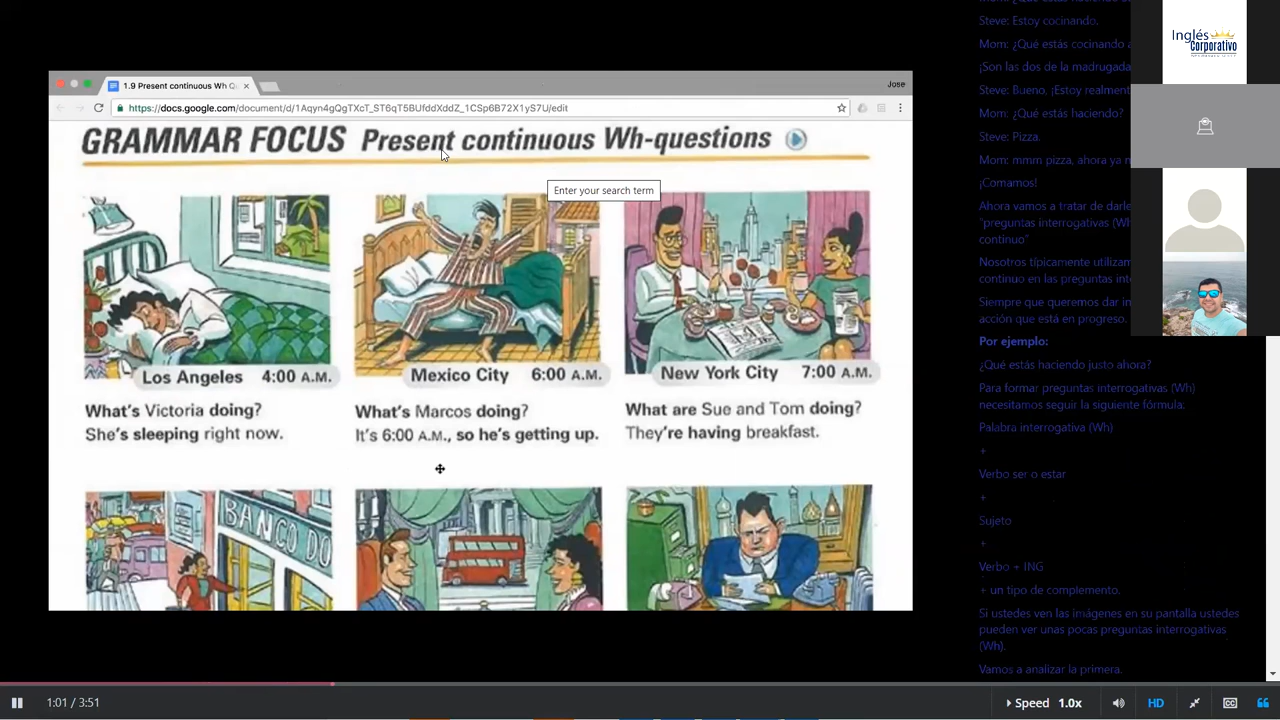 1.9 Present continuous Wh Q
Jose
https://docs.google.com/document/d/1Aqyn4gQgTXcT_ST6qT5BUfddXddZ_1CSp6B72X1yS7U/edit
GRAMMAR FOCUS Present continuous Wh-questions
Enter your search term
Los Angeles 4:00 A.M.
Mexico City 6:00 A.M.
New York City 7:00 A.M.
What's Victoria doing?
She's sleeping right now.
What's Marcos doing?
It's 6:00 A.M., so he's getting up.
What are Sue and Tom doing?
They're having breakfast.
BANCO DO
Steve: Estoy cocinando.
Mom: ¿Qué estás cocinando
¡Son las dos de la madrugada
Steve: Bueno, ¡Estoy realment
Mom: ¿Qué estás haciendo?
Steve: Pizza.
Mom: mmm pizza, ahora ya
¡Comamos!
Ahora vamos a tratar de darle
"preguntas interrogativas (Wh
continuo"
Nosotros típicamente utilizam
continuo en las preguntas int
Siempre que queremos dar in
acción que está en progreso.
Por ejemplo:
¿Qué estás haciendo justo ahora?
Para formar preguntas interrogativas (Wh)
necesitamos seguir la siguiente fórmula:
Palabra interrogativa (Wh)
+
Verbo ser o estar
+
Sujeto
+
Verbo + ING
+ un tipo de complemento.
Si ustedes ven las imágenes en su pantalla ustedes
pueden ver unas pocas preguntas interrogativas
(Wh).
Vamos a analizar la primera.
Inglés
Corporativo
1:01 / 3:51
Speed 1.0x
HD
CC